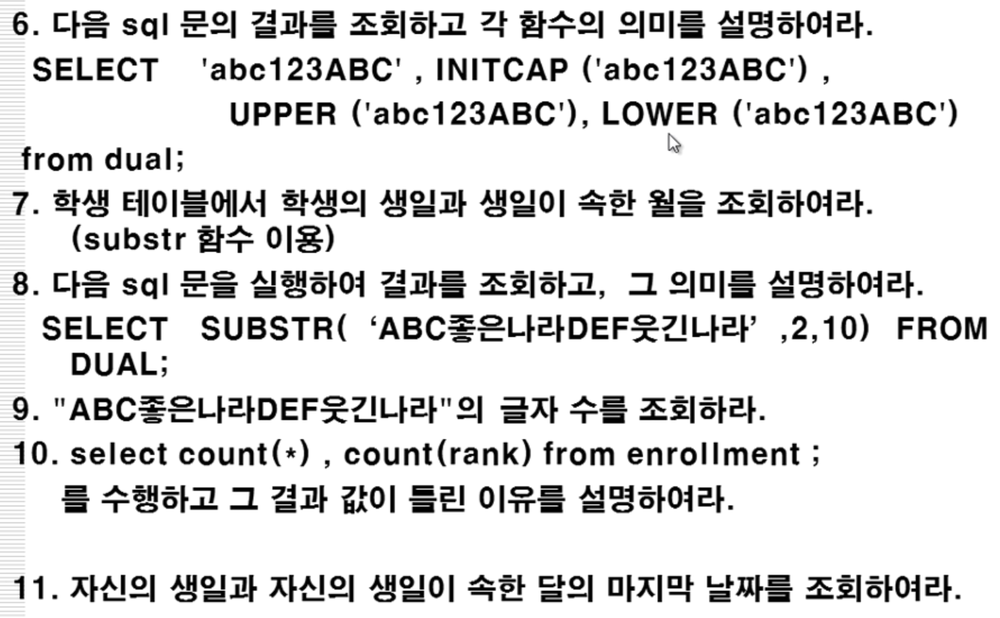 6. 다음 sql 문의 결과를 조회하고 각 함수의 의미를 설명하여라.
SELECT 'abc123ABC' , INITCAP ('abc123ABC') ,
UPPER ('abc123ABC'), LOWER ('abc123ABC')
from dual;
7. 학생 테이블에서 학생의 생일과 생일이 속한 월을 조회하여라.
(substr 함수 이용)
8. 다음 sql 문을 실행하여 결과를 조회하고, 그 의미를 설명하여라.
SELECT SUBSTR( ‘ABC좋은나라DEF웃긴나라’ ,2,10) FROM
DUAL;
9. "ABC좋은나라DEF웃긴나라"의 글자 수를 조회하라.
10. select count(*) , count(rank) from enrollment ;
를 수행하고 그 결과 값이 틀린 이유를 설명하여라.
11. 자신의 생일과 자신의 생일이 속한 달의 마지막 날짜를 조회하여라.